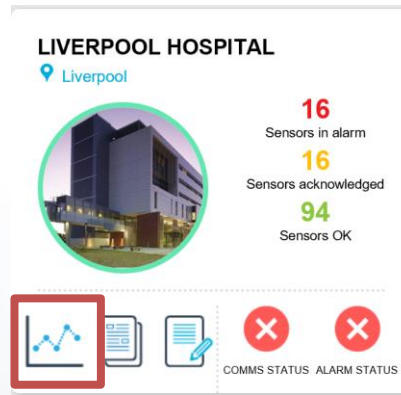 LIVERPOOL HOSPITAL
Liverpool
16
Sensors in alarm
16
Sensors acknowledged
94
Sensors OK
COMMS STATUS ALARM STATUS